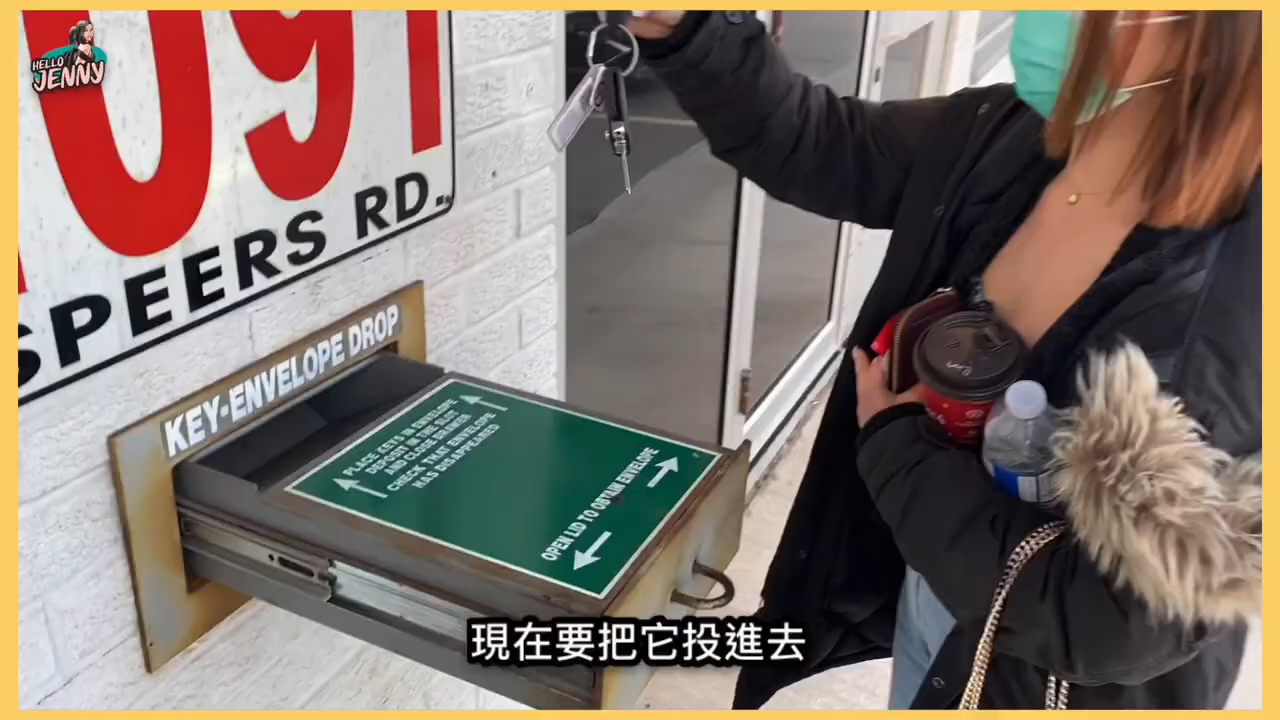 HELLO
JENNY
091
SPEERS RD.
KEY-ENVELOPE DROP
PLACE KEYS IN ENVELOPE
DEPOSIT IN THE SLOT
AND CLOSE DRAWER
CHECK THAT ENVELOPE
HAS DISAPPEARED
OPEN LID TO OBTAIN ENVELOPE
現在要把它投進去